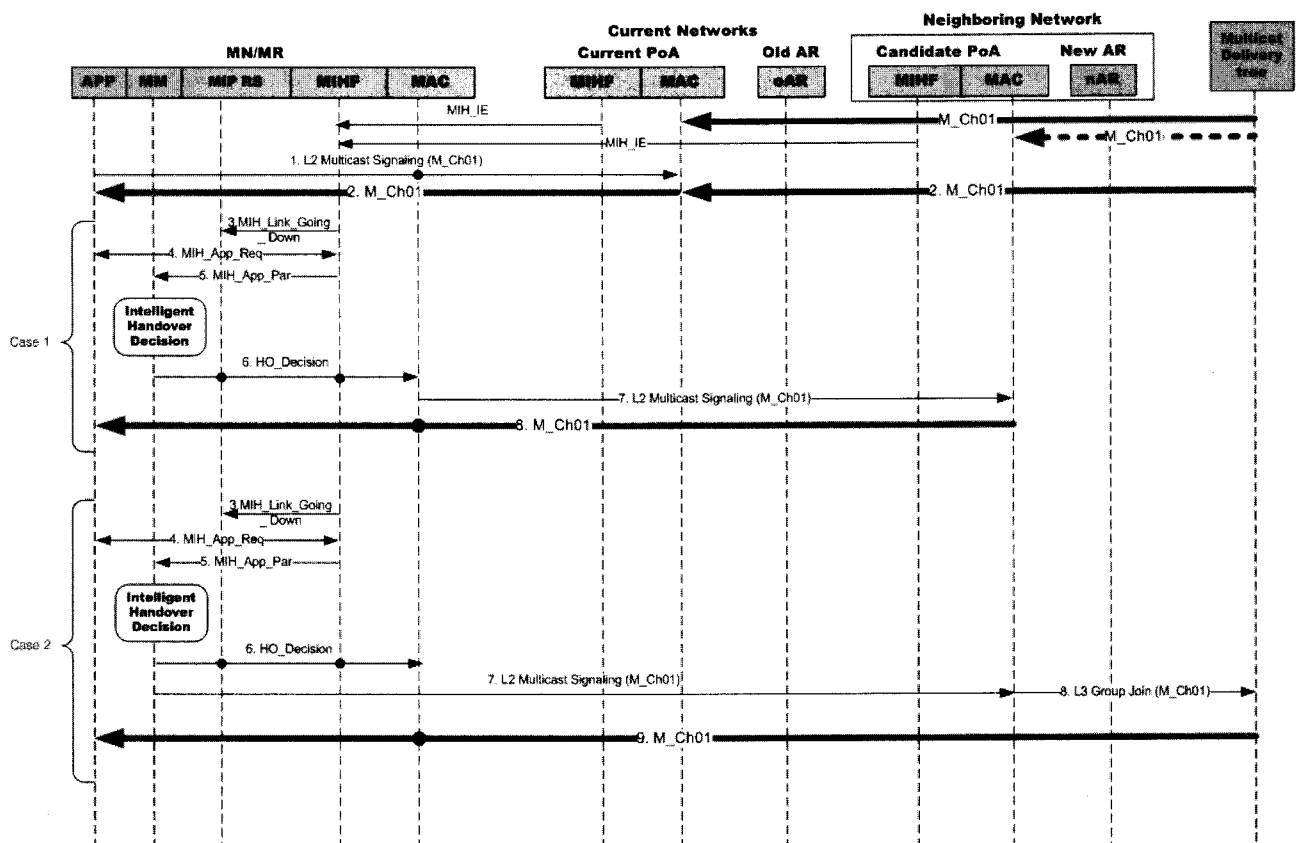 Neighboring Network
Current Networks
MN/MR
Current PoA
Old AR
Candidate PoA
New AR
Multicast
Delivery
tree
APP
MM
MIP RS
MIHF
MAC
MIHF
MAC
oAR
MIHF
MAC
nAR
MIH_IE
M_Ch01
M_Ch01
MIH_IE
1. L2 Multicast Signaling (M_Ch01)
2. M_Ch01
2. M_Ch01
3.MIH_Link_Going
_Down
4. MIH_App_Req
5. MIH_App_Par
Intelligent
Handover
Decision
Case 1
6. HO_Decision
7. L2 Multicast Signaling (M_Ch01)
8. M_Ch01
3.MIH_Link_Going
_Down
4. MIH_App_Req
5. MIH_App_Par
Intelligent
Handover
Decision
Case 2
6. HO_Decision
7. L2 Multicast Signaling (M_Ch01)
8. L3 Group Join (M_Ch01)
9. M_Ch01